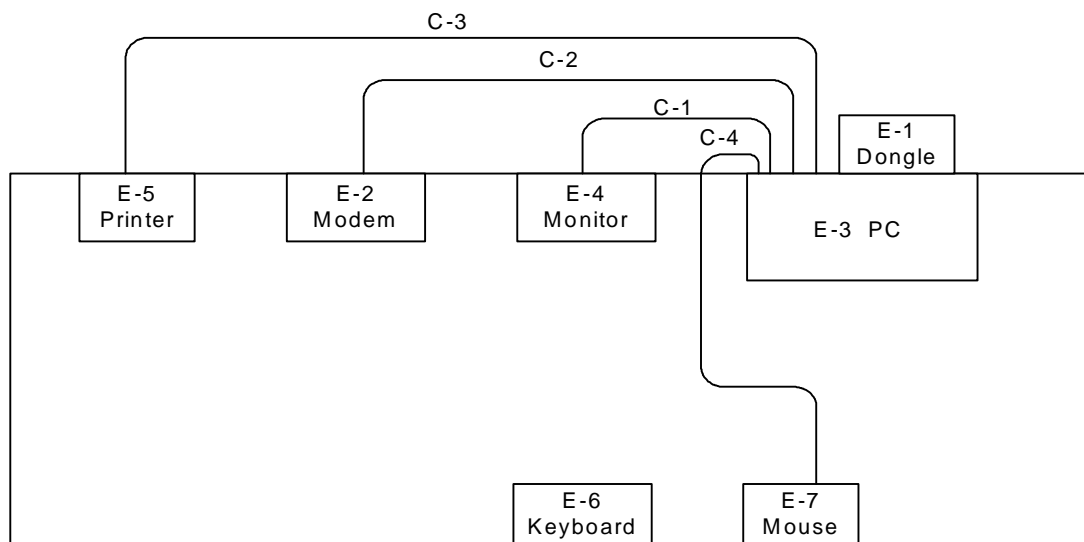 C-3
C-2
C-1
C-4
E-1
Dongle
E-5
Printer
E-2
Modem
E-4
Monitor
E-3 PC
E-6
Keyboard
E-7
Mouse